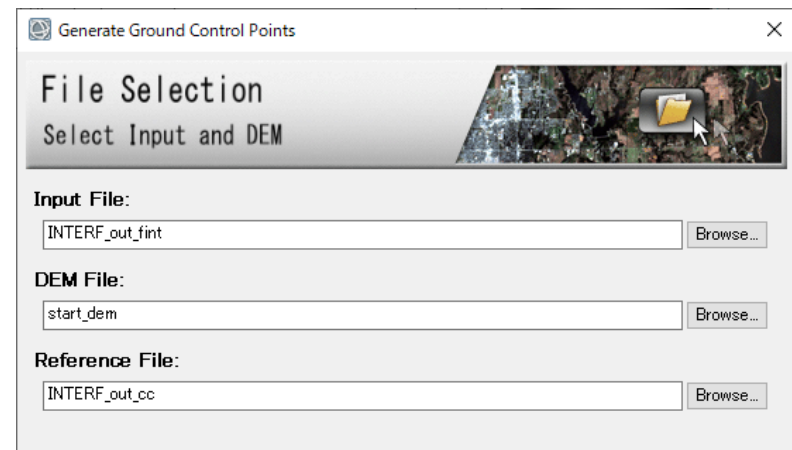 Generate Ground Control Points
File Selection
Select Input and DEM
Input File:
INTERF_out_fint
Browse...
DEM File:
start_dem
Browse...
Reference File:
INTERF_out_cc
Browse...